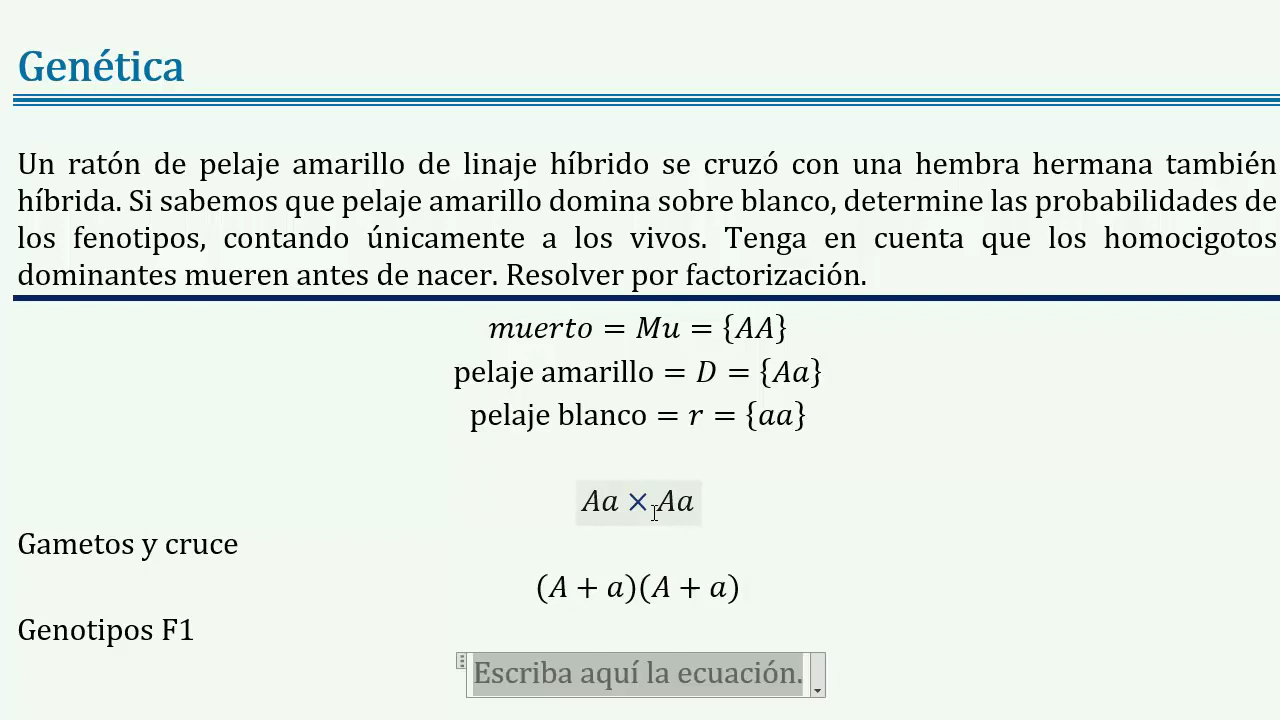 Genética
Un ratón de pelaje amarillo de linaje híbrido se cruzó con una hembra hermana también
híbrida. Si sabemos que pelaje amarillo domina sobre blanco, determine las probabilidades de
los fenotipos, contando únicamente a los vivos. Tenga en cuenta que los homocigotos
dominantes mueren antes de nacer. Resolver por factorización.
muerto = Mu = {AA}
pelaje amarillo = D = {Aa}
pelaje blanco = r = {aa}
Aa × Aa
Gametos y cruce
(A + a)(A + a)
Genotipos F1
Escriba aquí la ecuación.